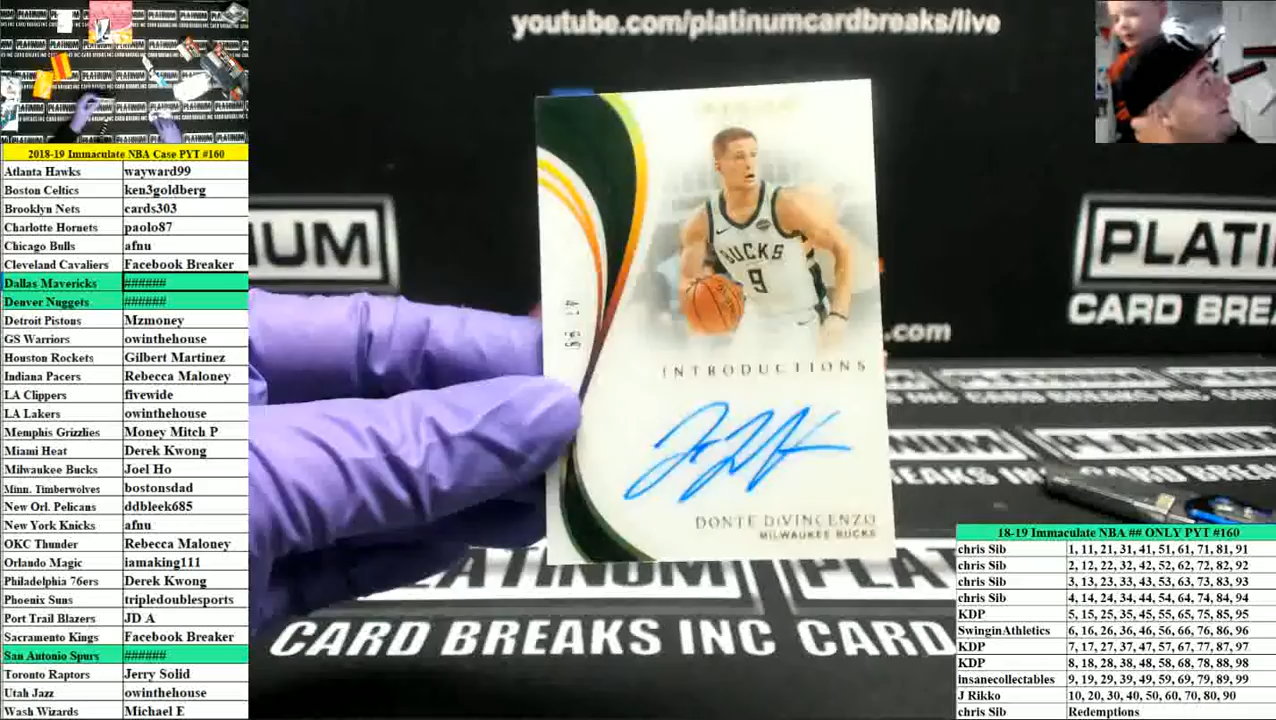 youtube.com/platinumcardbreaks/live
2018-19 Immaculate NBA Case PYT #160
Atlanta Hawks wayward99
Boston Celtics ken3goldberg
Brooklyn Nets cards303
Charlotte Hornets paolo87
Chicago Bulls afnu
Cleveland Cavaliers Facebook Breaker
Dallas Mavericks ######
Denver Nuggets ######
Detroit Pistons Mzmoney
GS Warriors owinthehouse
Houston Rockets Gilbert Martinez
Indiana Pacers Rebecca Maloney
LA Clippers fivewide
LA Lakers owinthehouse
Memphis Grizzlies Money Mitch P
Miami Heat Derek Kwong
Milwaukee Bucks Joel Ho
Minn. Timberwolves bostonsdad
New Orl. Pelicans ddbleek685
New York Knicks afnu
OKC Thunder Rebecca Maloney
Orlando Magic iamaking111
Philadelphia 76ers Derek Kwong
Phoenix Suns tripledoublesports
Port Trail Blazers JD A
Sacramento Kings Facebook Breaker
San Antonio Spurs ######
Toronto Raptors Jerry Solid
Utah Jazz owinthehouse
Wash Wizards Michael E
BUCKS
9
INTRODUCTIONS
DONTE DiVINCENZO
MILWAUKEE BUCKS
NUM
PLATI
CARD BREA
.com
PLATINUM PLAT
CARD BREAKS INC CARD
18-19 Immaculate NBA ## ONLY PYT #160
chris Sib 1, 11, 21, 31, 41, 51, 61, 71, 81, 91
chris Sib 2, 12, 22, 32, 42, 52, 62, 72, 82, 92
chris Sib 3, 13, 23, 33, 43, 53, 63, 73, 83, 93
chris Sib 4, 14, 24, 34, 44, 54, 64, 74, 84, 94
KDP 5, 15, 25, 35, 45, 55, 65, 75, 85, 95
SwinginAthletics 6, 16, 26, 36, 46, 56, 66, 76, 86, 96
KDP 7, 17, 27, 37, 47, 57, 67, 77, 87, 97
KDP 8, 18, 28, 38, 48, 58, 68, 78, 88, 98
insanecollectables 9, 19, 29, 39, 49, 59, 69, 79, 89, 99
J Rikko 10, 20, 30, 40, 50, 60, 70, 80, 90
chris Sib Redemptions